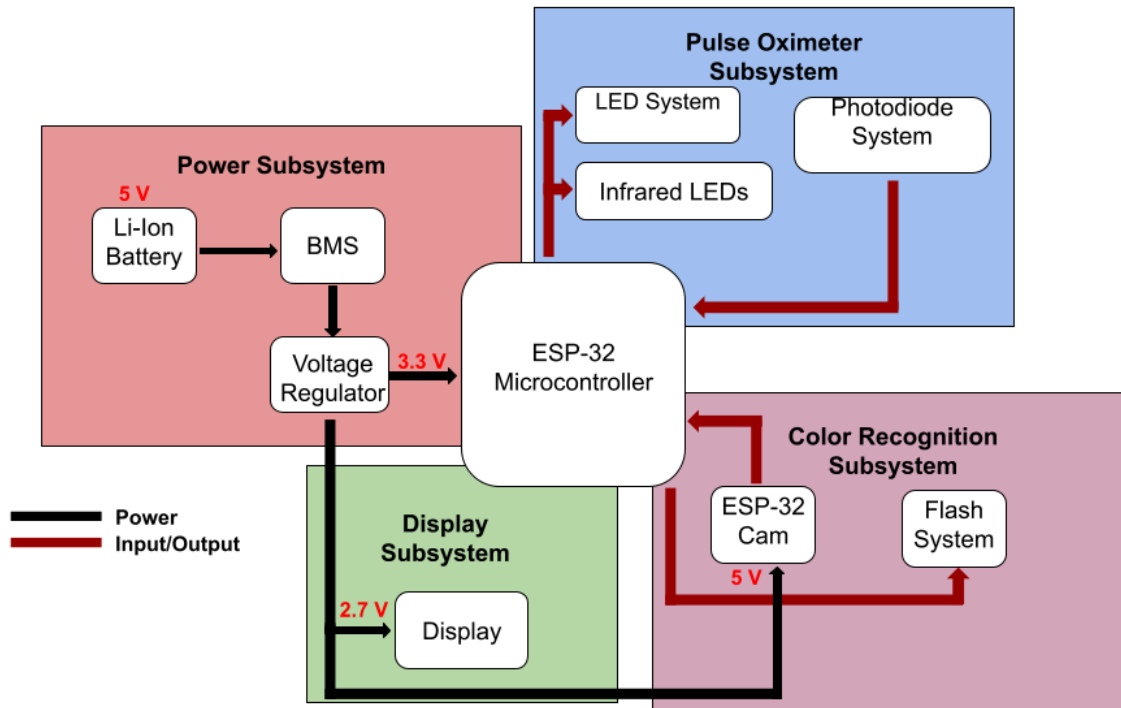 Pulse Oximeter
Subsystem
LED System
Photodiode
System
Infrared LEDs
Power Subsystem
5 V
Li-Ion
Battery
BMS
Voltage
Regulator
3.3 V
ESP-32
Microcontroller
Color Recognition
Subsystem
ESP-32
Cam
Flash
System
5 V
Power
Input/Output
Display
Subsystem
2.7 V
Display